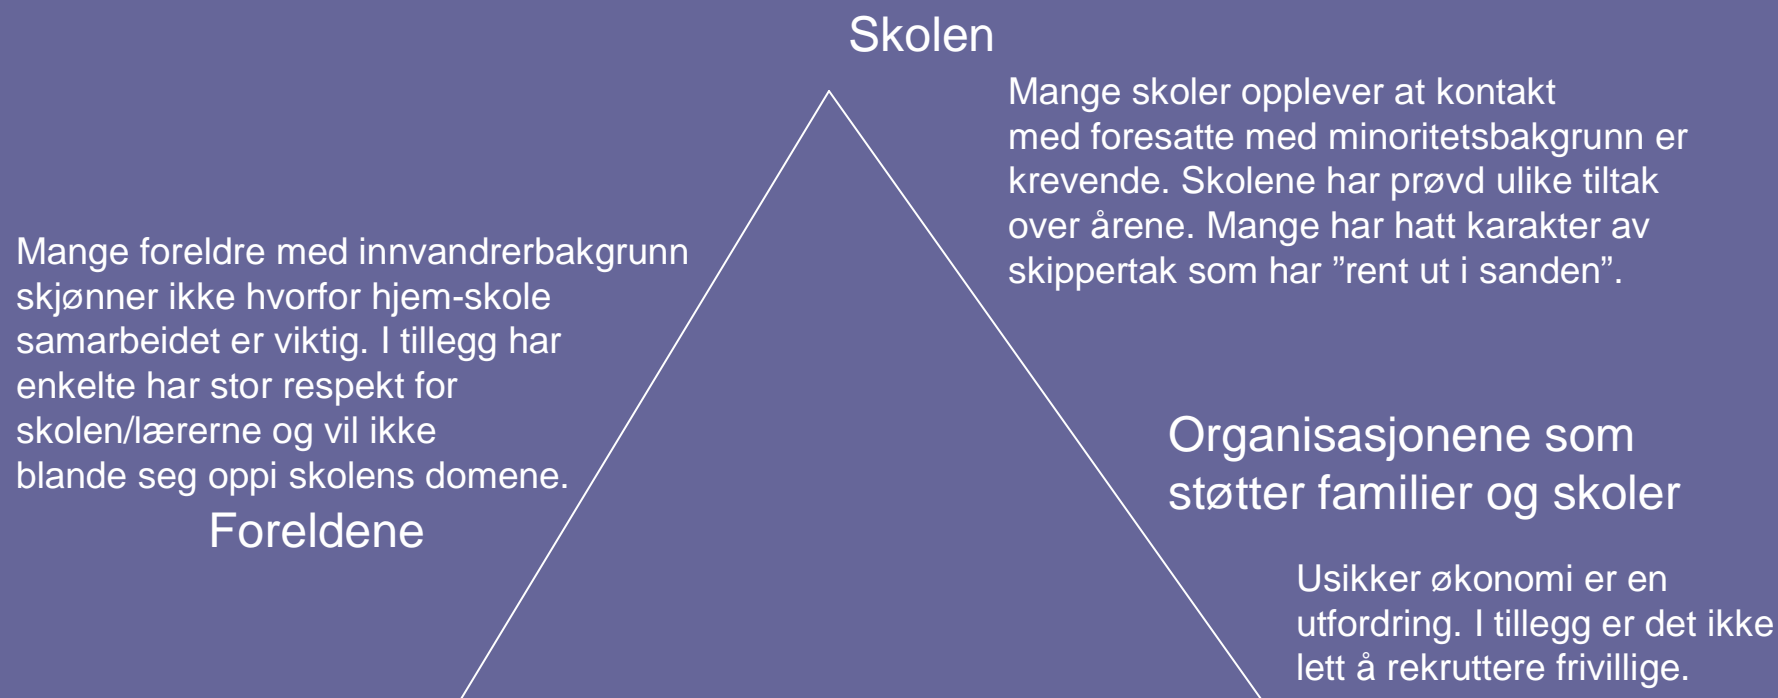 Skolen
Mange skoler opplever at kontakt
med foresatte med minoritetsbakgrunn er
krevende. Skolene har prøvd ulike tiltak
over årene. Mange har hatt karakter av
skippertak som har ”rent ut i sanden”.
Mange foreldre med innvandrerbakgrunn
skjønner ikke hvorfor hjem-skole
samarbeidet er viktig. I tillegg har
enkelte har stor respekt for
skolen/lærerne og vil ikke
blande seg oppi skolens domene.
Foreldene
Organisasjonene som
støtter familier og skoler
Usikker økonomi er en
utfordring. I tillegg er det ikke
lett å rekruttere frivillige.